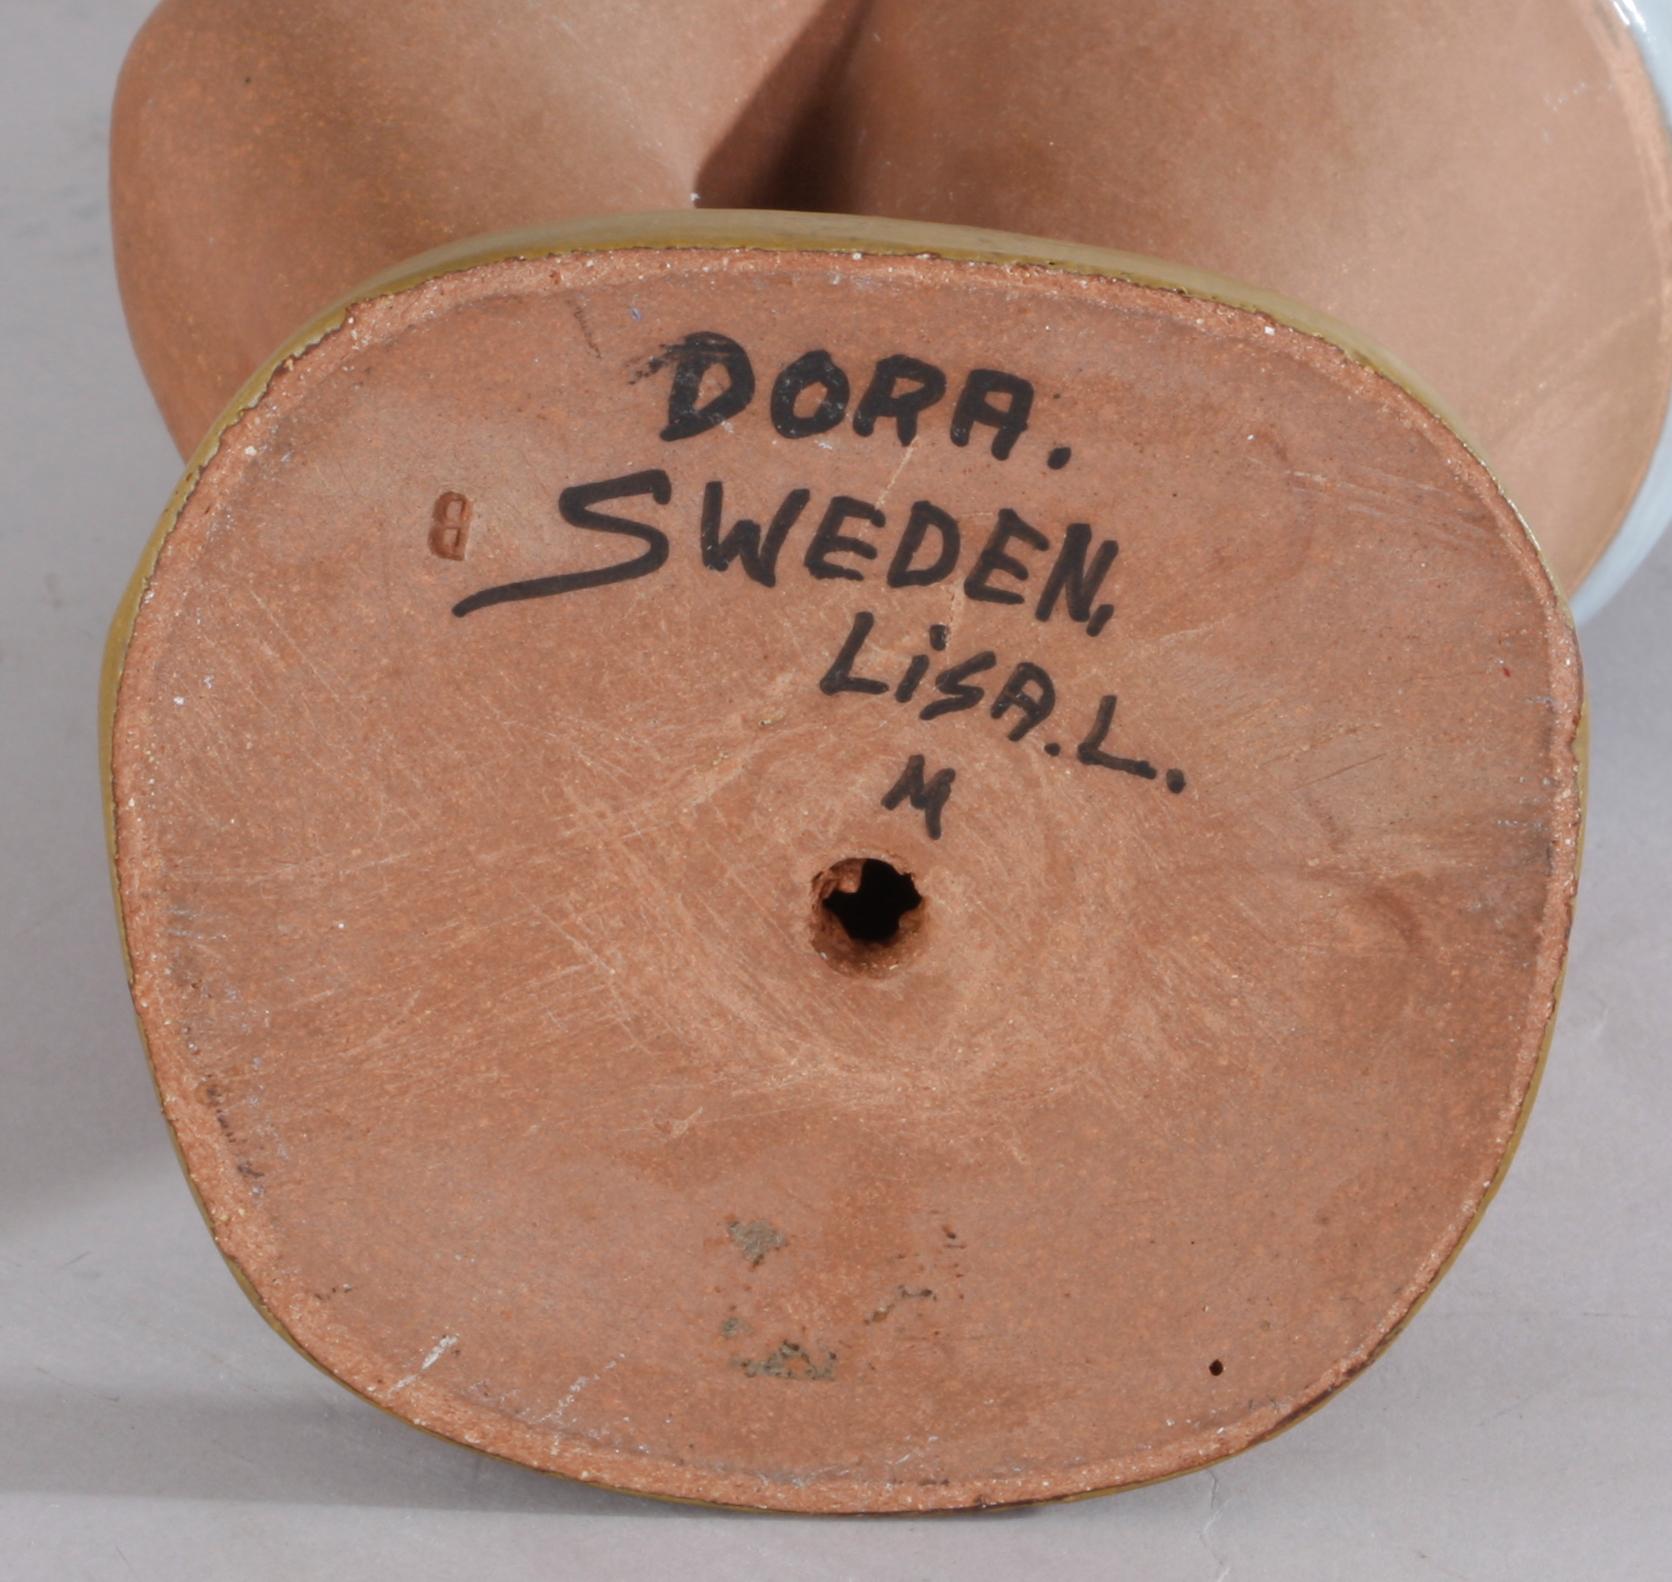 DORA.
B SWEDEN,
LiSA.L.
M